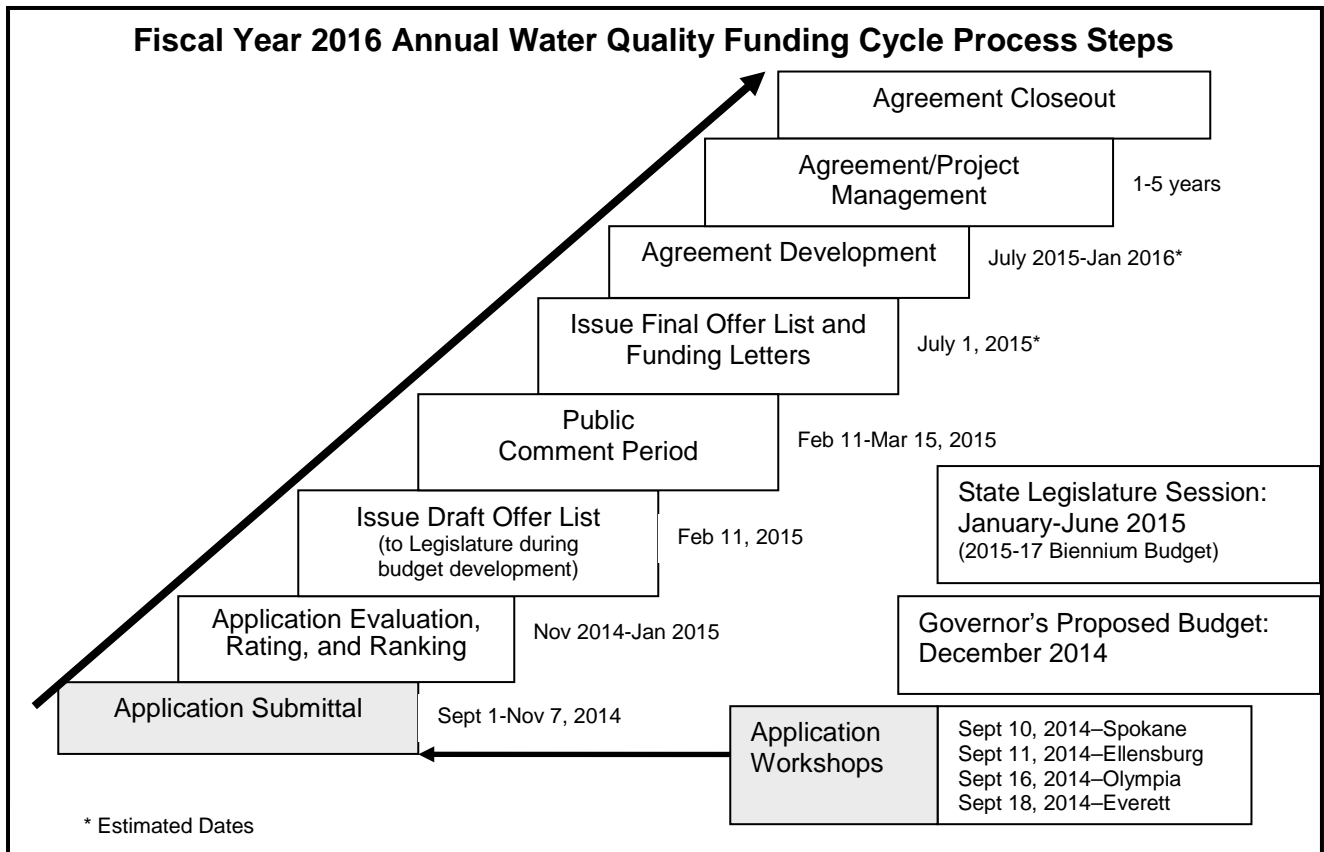 Fiscal Year 2016 Annual Water Quality Funding Cycle Process Steps
Agreement Closeout
Agreement/Project
Management
1-5 years
Agreement Development
July 2015-Jan 2016*
Issue Final Offer List and
Funding Letters
July 1, 2015*
Public
Comment Period
Feb 11-Mar 15, 2015
Issue Draft Offer List
(to Legislature during
budget development)
Feb 11, 2015
State Legislature Session:
January-June 2015
(2015-17 Biennium Budget)
Application Evaluation,
Rating, and Ranking
Nov 2014-Jan 2015
Governor's Proposed Budget:
December 2014
Application Submittal
Sept 1-Nov 7, 2014
Application
Workshops
Sept 10, 2014–Spokane
Sept 11, 2014–Ellensburg
Sept 16, 2014–Olympia
Sept 18, 2014–Everett
* Estimated Dates